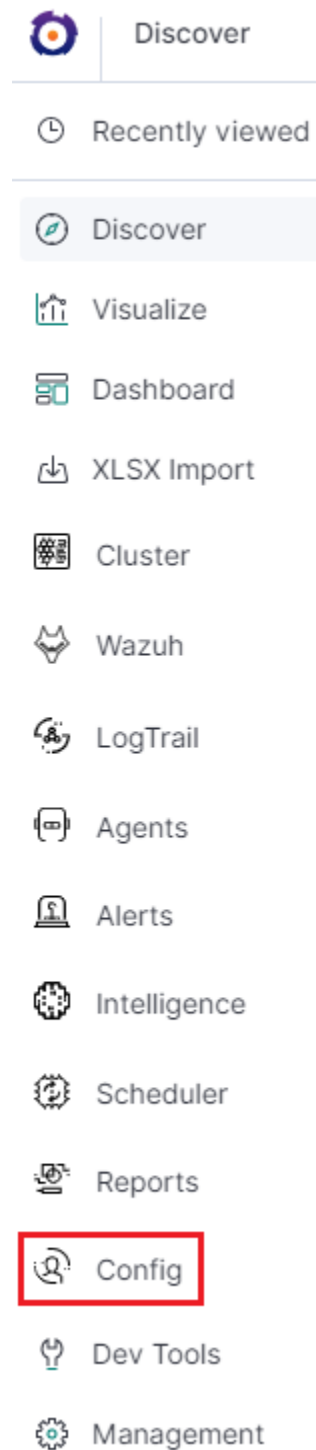 Discover
Recently viewed
Discover
Visualize
Dashboard
XLSX Import
Cluster
Wazuh
LogTrail
Agents
Alerts
Intelligence
Scheduler
Reports
Config
Dev Tools
Management